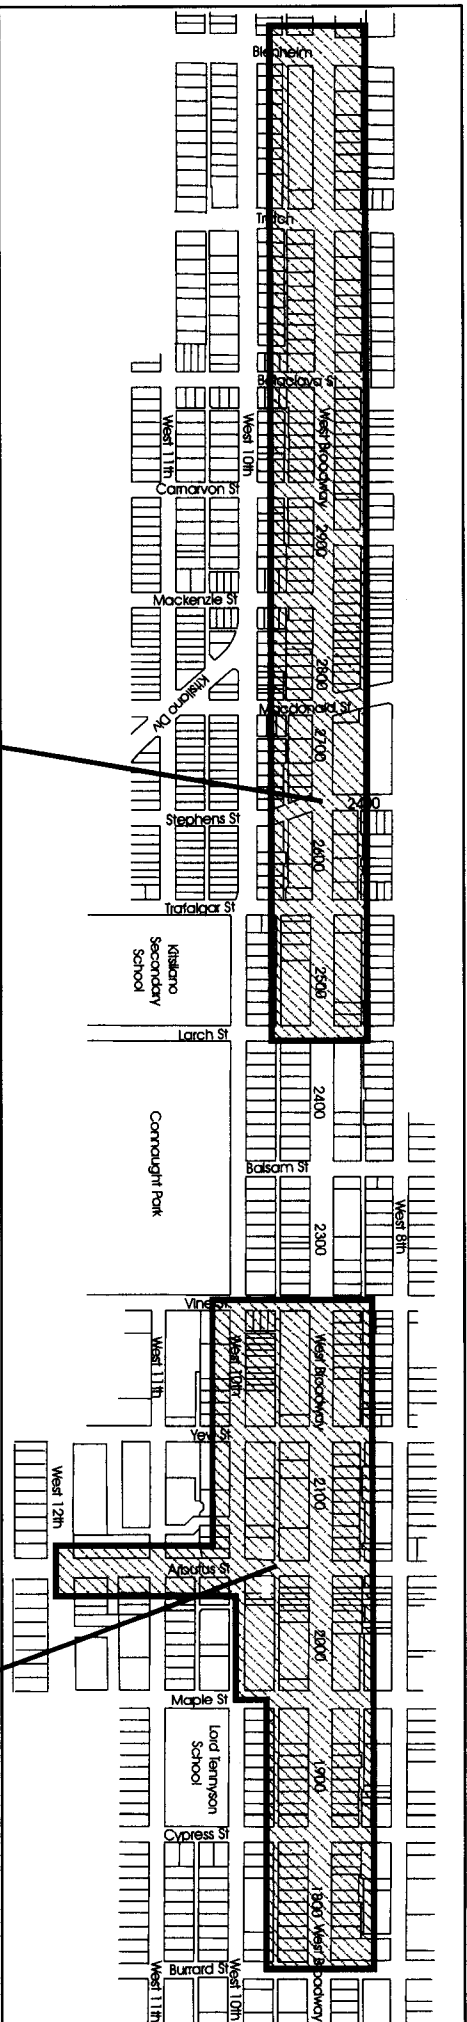 Blenheim
Trutch
Balaclava St
West Broadway
West 10th
West 11th
Carnarvon St
2900
Mackenzie St
2800
Kitsilano Div
Macdonald St
2700
2400
Stephens St
2600
Trafalgar St
Kitsilano
Secondary
School
2500
Larch St
2400
Connaught Park
Balsam St
West 8th
2300
Vine St
West Broadway
West 10th
West 11th
Yew St
2100
West 12th
Arbutus St
2000
Maple St
Lord Tennyson
School
1900
Cypress St
1800 West Broadway
Burrard St
West 10th
West 11th